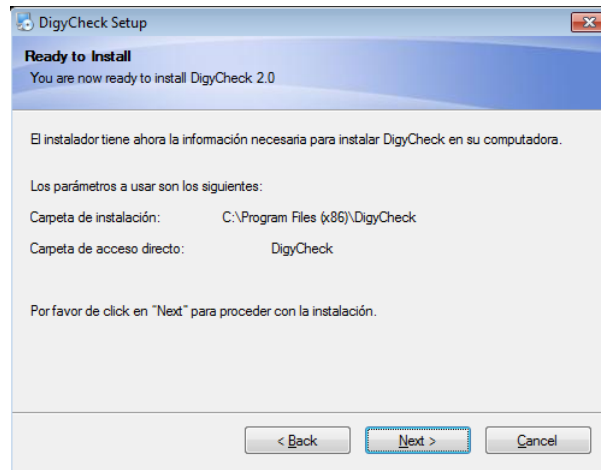 DigyCheck Setup
Ready to Install
You are now ready to install DigyCheck 2.0
El instalador tiene ahora la información necesaria para instalar DigyCheck en su computadora.
Los parámetros a usar son los siguientes:
Carpeta de instalación: C:\Program Files (x86)\DigyCheck
Carpeta de acceso directo: DigyCheck
Por favor de click en "Next" para proceder con la instalación.
< Back Next > Cancel